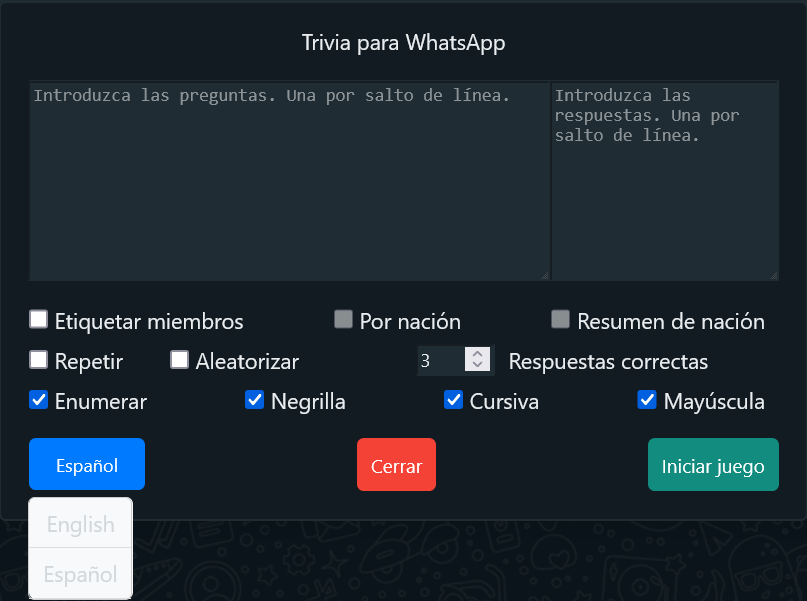 Trivia para WhatsApp
Introduzca las preguntas. Una por salto de línea.
Introduzca las
respuestas. Una por
salto de línea.
Etiquetar miembros
Por nación
Resumen de nación
Repetir
Aleatorizar
3
Respuestas correctas
Enumerar
Negrilla
Cursiva
Mayúscula
Español
Cerrar
Iniciar juego
English
Español